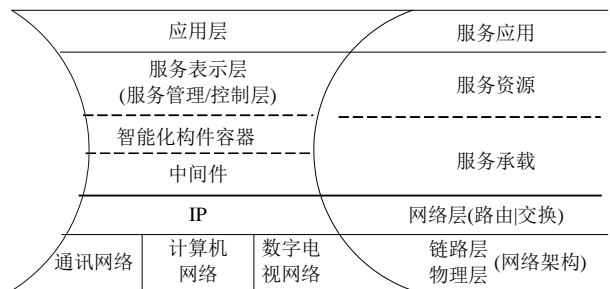 应用层
服务应用
服务表示层
(服务管理/控制层)
服务资源
智能化构件容器
中间件
服务承载
IP
网络层(路由|交换)
通讯网络
计算机
网络
数字电
视网络
链路层
物理层
(网络架构)